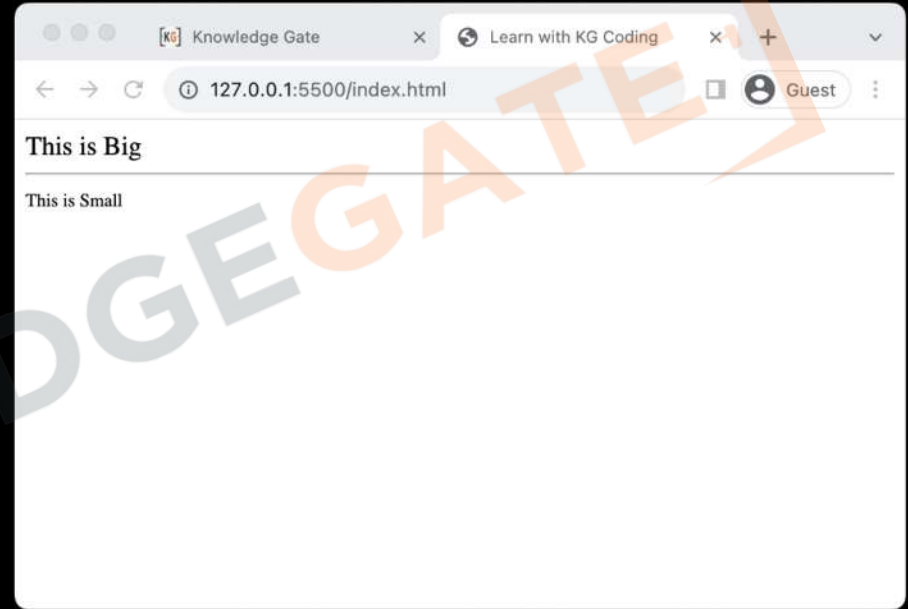 [KG] Knowledge Gate
Learn with KG Coding
127.0.0.1:5500/index.html
Guest
This is Big
This is Small
DGEGATE